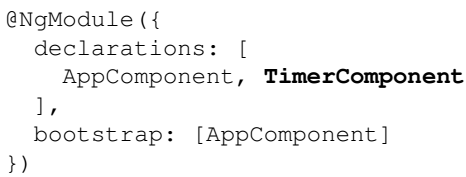 @NgModule({
  declarations: [
    AppComponent, TimerComponent
  ],
  bootstrap: [AppComponent]
})